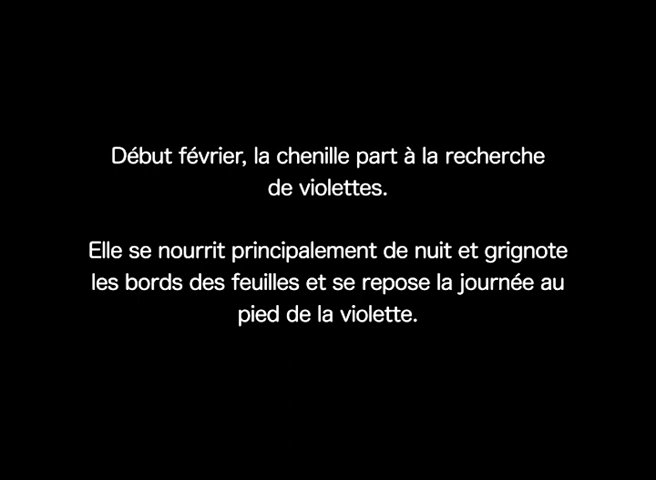 Début février, la chenille part à la recherche
de violettes.
Elle se nourrit principalement de nuit et grignote
les bords des feuilles et se repose la journée au
pied de la violette.